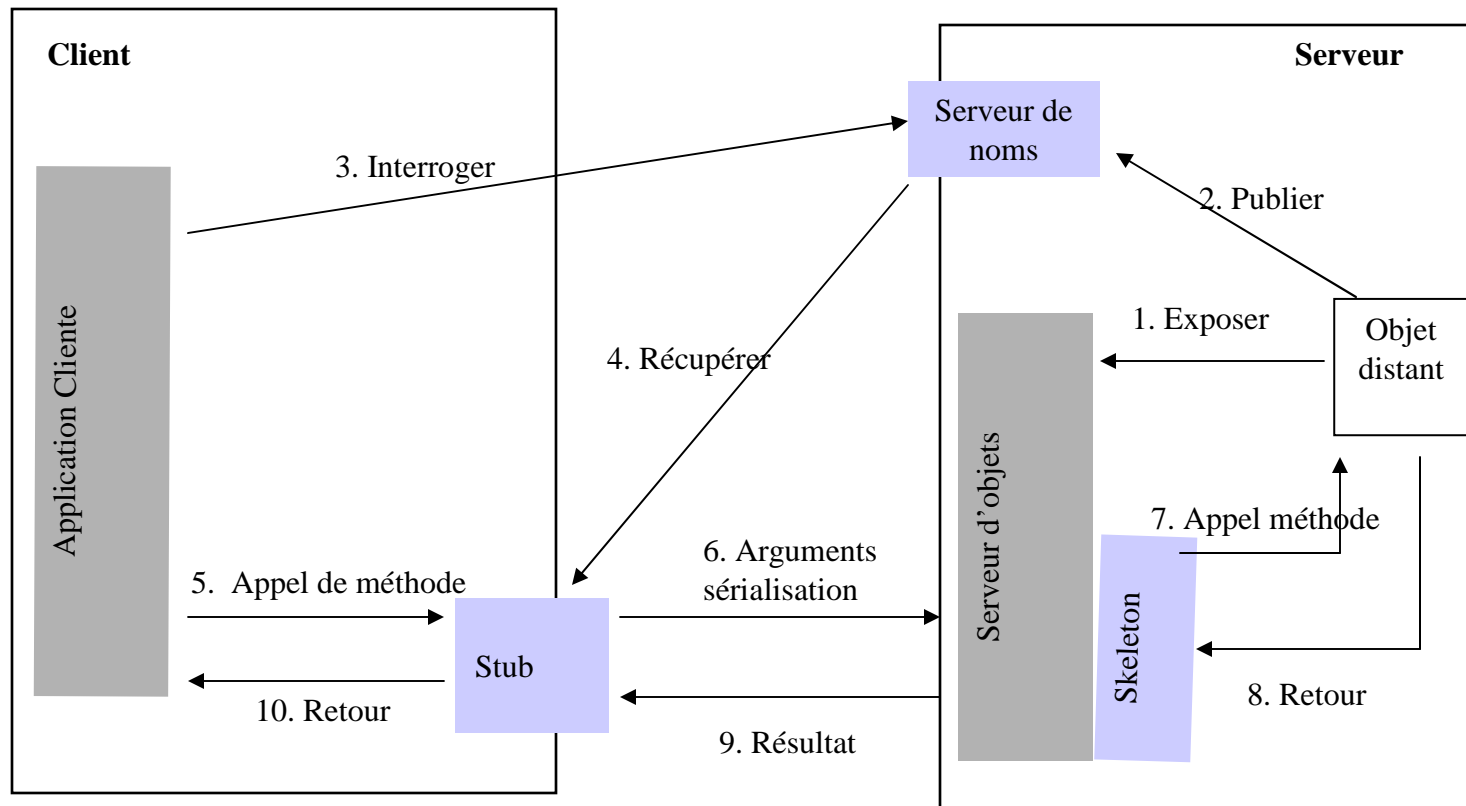 Client
Serveur
Serveur de
noms
3. Interroger
2. Publier
1. Exposer
Objet
distant
4. Récupérer
Application Cliente
Serveur d’objets
7. Appel méthode
6. Arguments
sérialisation
5. Appel de méthode
Skeleton
Stub
8. Retour
10. Retour
9. Résultat